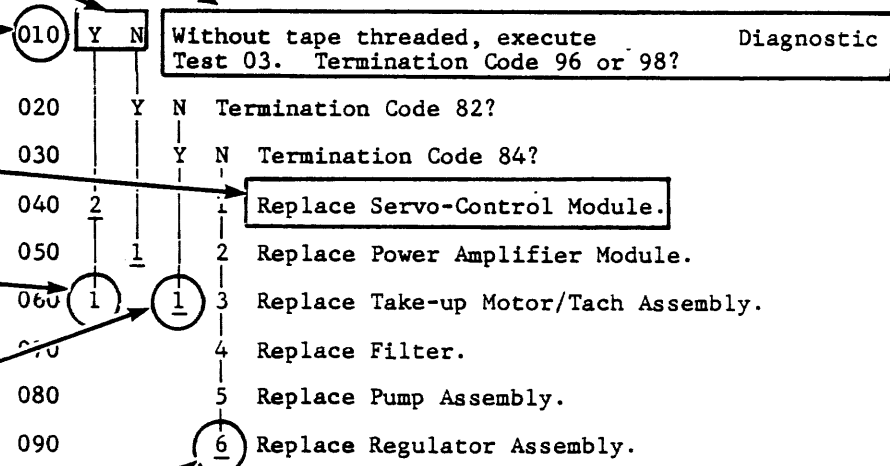 010 Y N Without tape threaded, execute Diagnostic
Test 03. Termination Code 96 or 98?
020 Y N Termination Code 82?
030 Y N Termination Code 84?
040 2 1 Replace Servo-Control Module.
050 1 2 Replace Power Amplifier Module.
060 1 1 3 Replace Take-up Motor/Tach Assembly.
070 4 Replace Filter.
080 5 Replace Pump Assembly.
090 6 Replace Regulator Assembly.